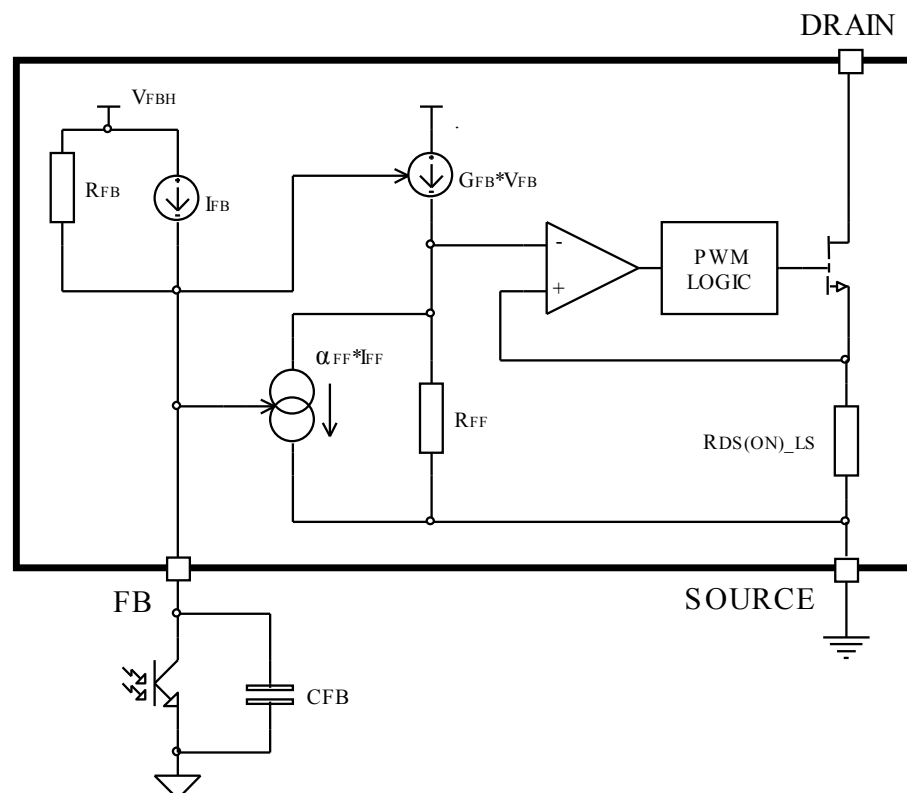 DRAIN
VFBH
RFB
IFB
GFB*VFB
-
+
PWM
LOGIC
αFF*IFF
RFF
RDS(ON)_LS
FB
SOURCE
CFB